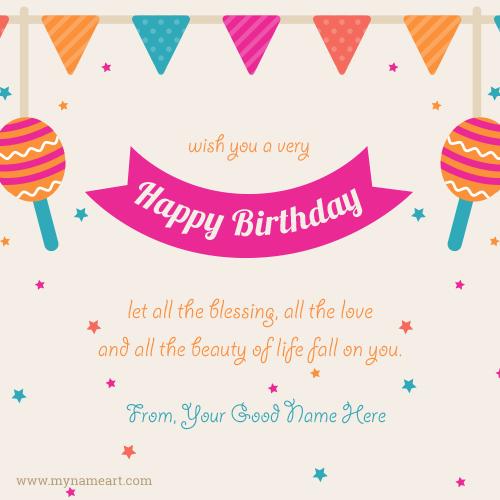 wish you a very
Happy Birthday
let all the blessing, all the love
and all the beauty of life fall on you.
From, Your Good Name Here
www.mynameart.com